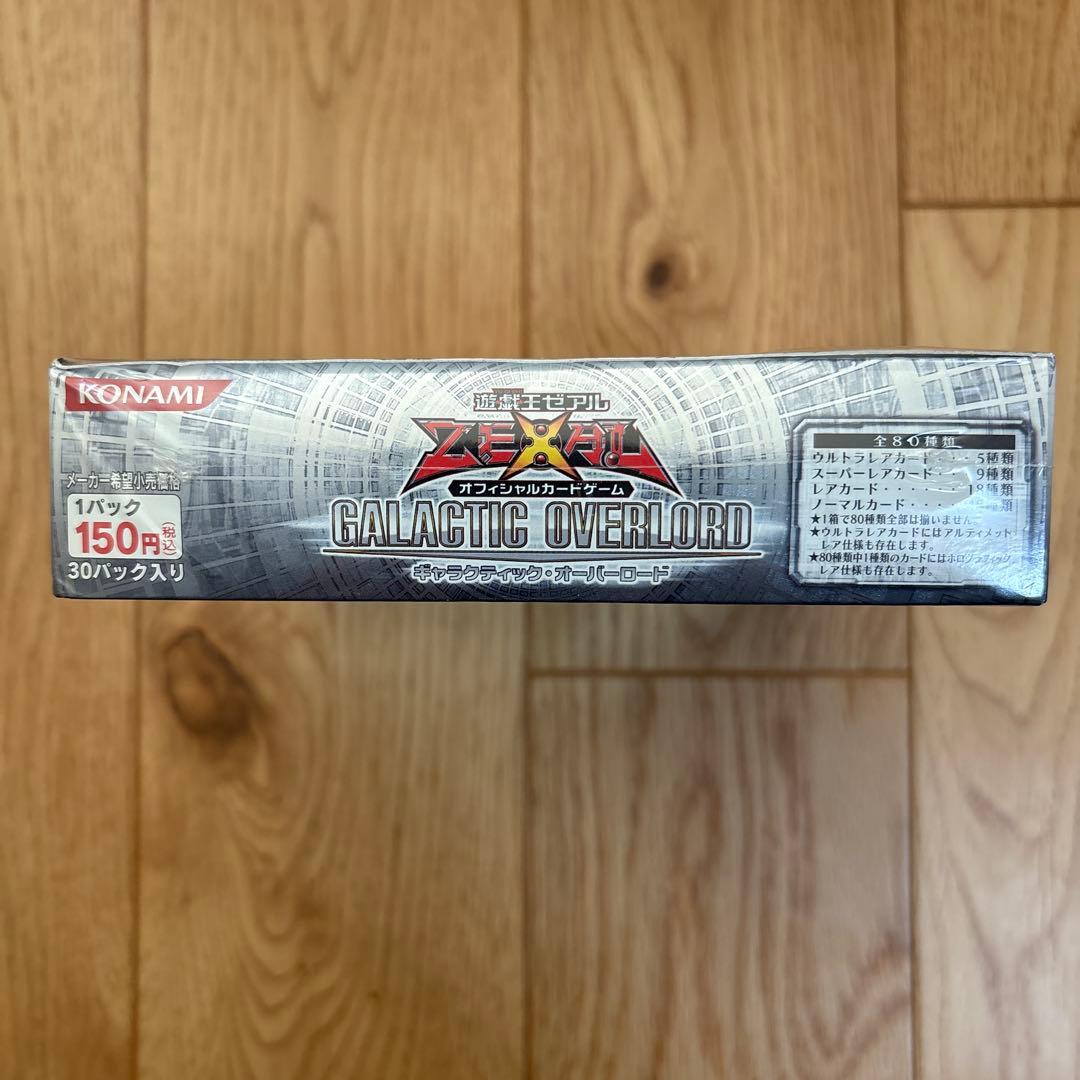 KONAMI
メーカー希望小売価格
1パック
150円(税込)
30パック入り
遊戯王ゼアル
ZEXAL
オフィシャルカードゲーム
GALACTIC OVERLORD
ギャラクティック・オーバーロード
全80種類
ウルトラレアカード・・・5種類
スーパーレアカード・・・9種類
レアカード・・・・・・18種類
ノーマルカード・・・・種類
★1箱で80種類全部は揃いません。
★ウルトラレアカードにはアルティメット
レア仕様も存在します。
★80種類中1種類のカードにはホログラフィック
レア仕様も存在します。